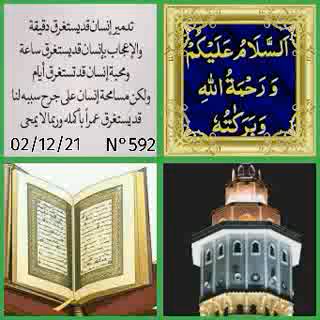 تدمير إنسان قد يستغرق دقيقة
والإعجاب بإنسان قد يستغرق ساعة
ومحبة إنسان قد تستغرق أيام
ولكن مسامحة إنسان على جرح سببه لنا
قد يستغرق عمراً بأكمله وربما لا يمحى
02/12/21 N°592
السلام عليكم
ورحمة الله
وبركاته